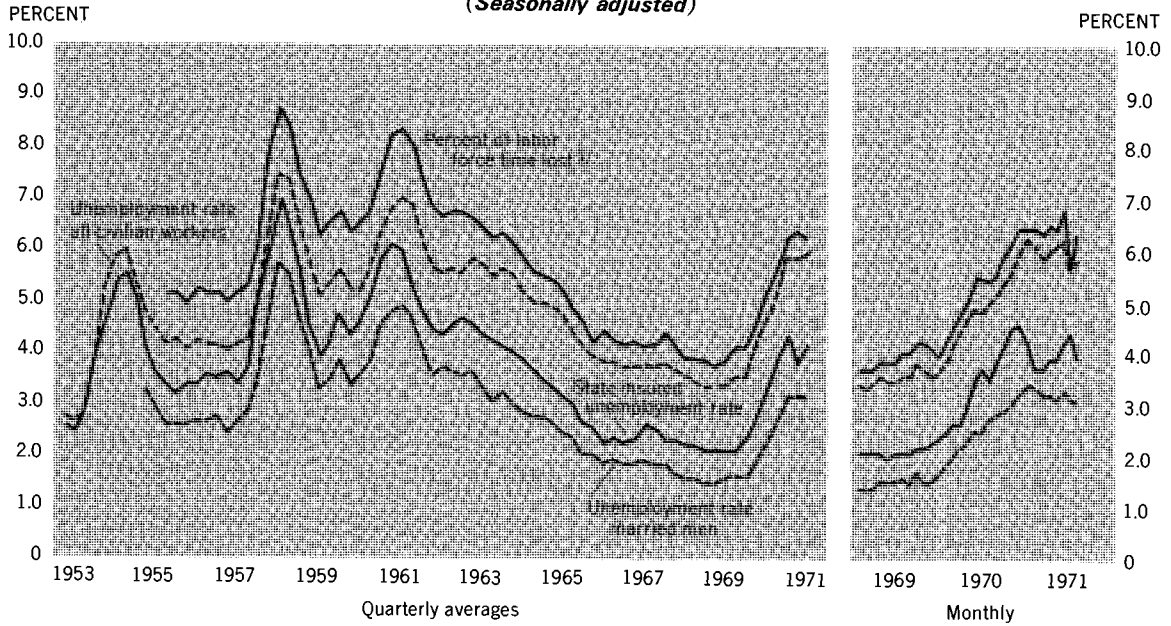 (Seasonally adjusted)
PERCENT
PERCENT
10.0
9.0
8.0
7.0
6.0
5.0
4.0
3.0
2.0
1.0
0
10.0
9.0
8.0
7.0
6.0
5.0
4.0
3.0
2.0
1.0
0
Percent of labor
force time lost
Unemployment rate
all civilian workers
State insured
unemployment rate
Unemployment rate
married men
1953 1955 1957 1959 1961 1963 1965 1967 1969 1971
1969 1970 1971
Quarterly averages
Monthly